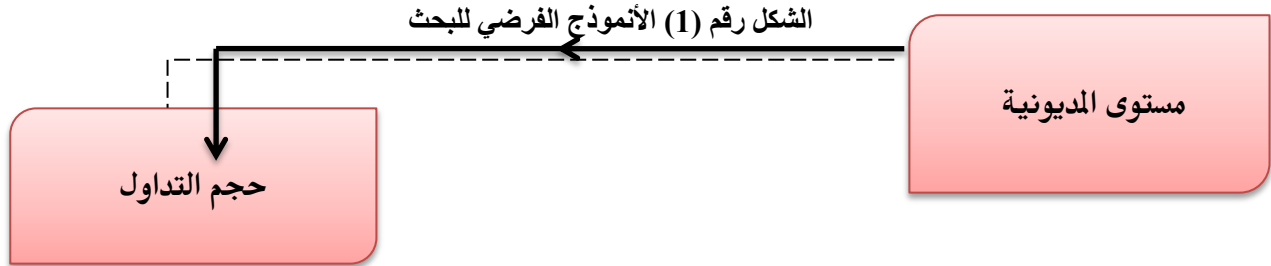 الشكل رقم (1) الأنموذج الفرضي للبحث
مستوى المديونية
حجم التداول